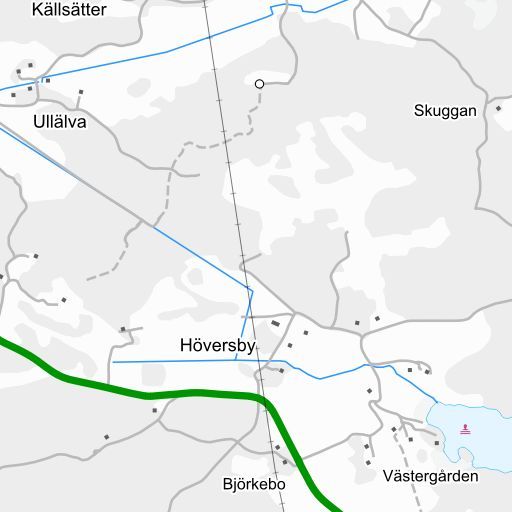 Källsätter
Skuggan
Ullälva
Höversby
Västergården
Björkebo